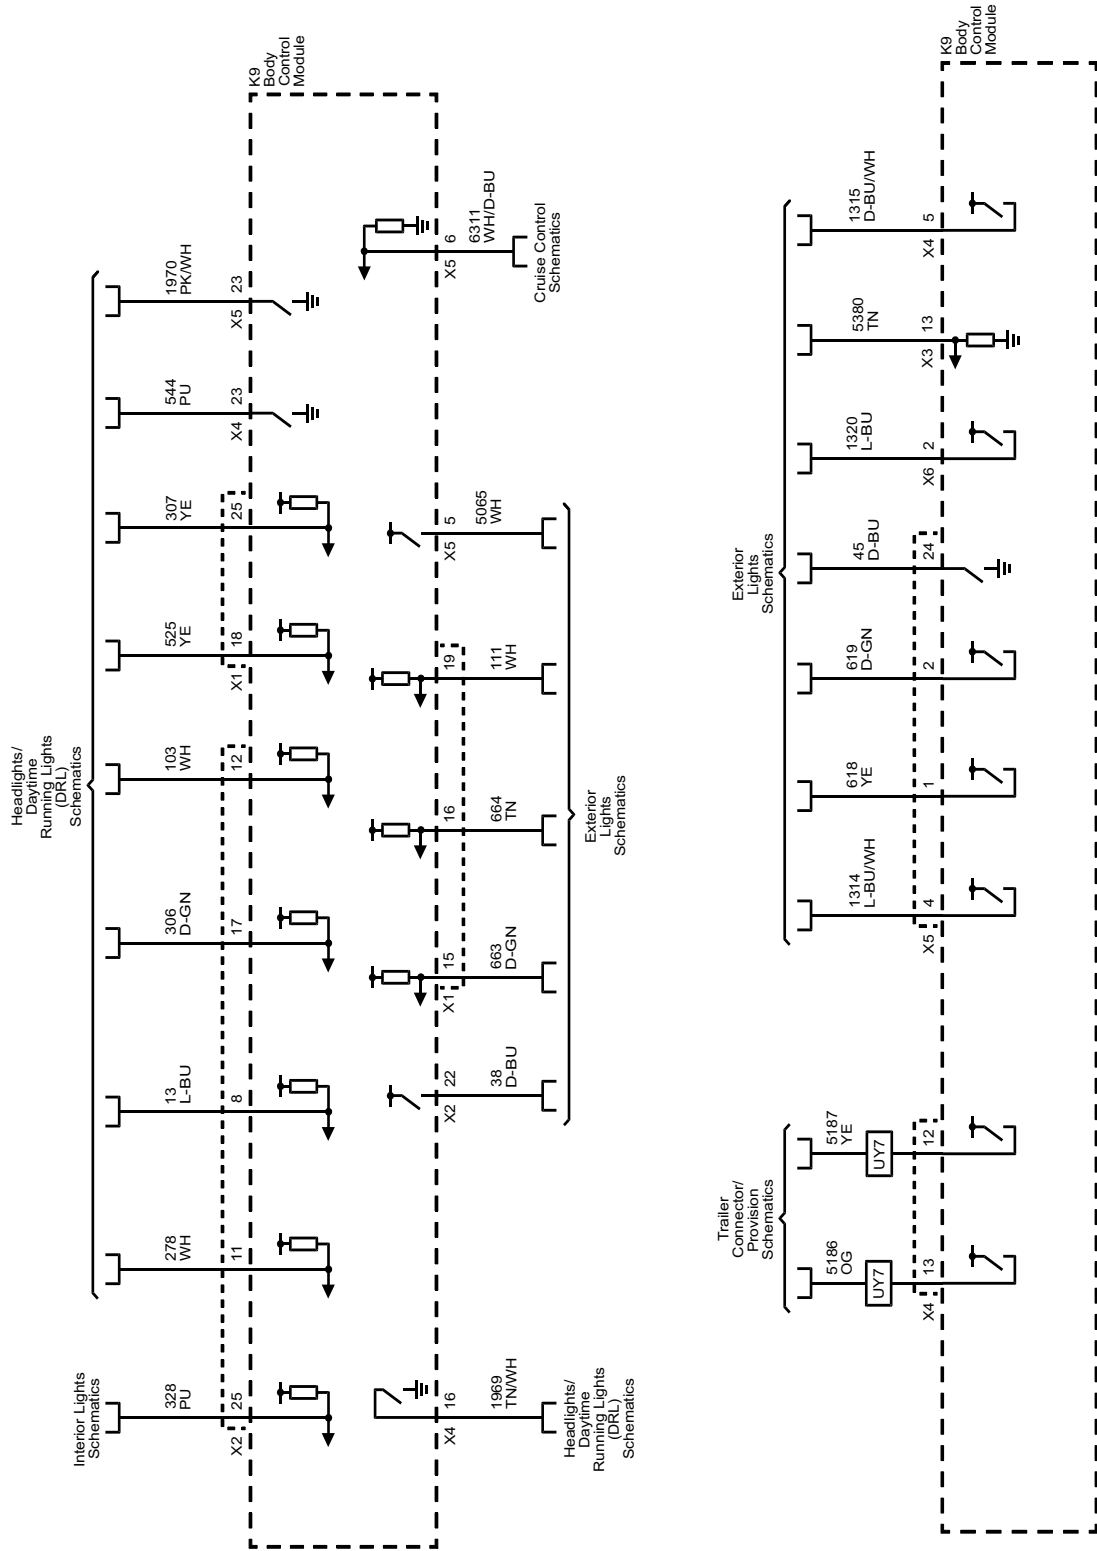 K9
Body
Control
Module
Interior Lights
Schematics
328
PU
25
X2
Headlights/
Daytime
Running Lights
(DRL)
Schematics
278
WH
11
13
L-BU
8
306
D-GN
17
103
WH
12
525
YE
18
X1
307
YE
25
544
PU
23
X4
1970
PK/WH
23
X5
X4
16
1969
TN/WH
Headlights/
Daytime
Running Lights
(DRL)
Schematics
X2
22
38
D-BU
X1
15
663
D-GN
16
664
TN
19
111
WH
X5
5
5065
WH
Exterior
Lights
Schematics
X5
6
6311
WH/D-BU
Cruise Control
Schematics
K9
Body
Control
Module
Trailer
Connector/
Provision
Schematics
5186
OG
UY7
13
X4
5187
YE
UY7
12
Exterior
Lights
Schematics
1314
L-BU/WH
4
X5
618
YE
1
619
D-GN
2
45
D-BU
24
1320
L-BU
2
X6
5380
TN
13
X3
1315
D-BU/WH
5
X4